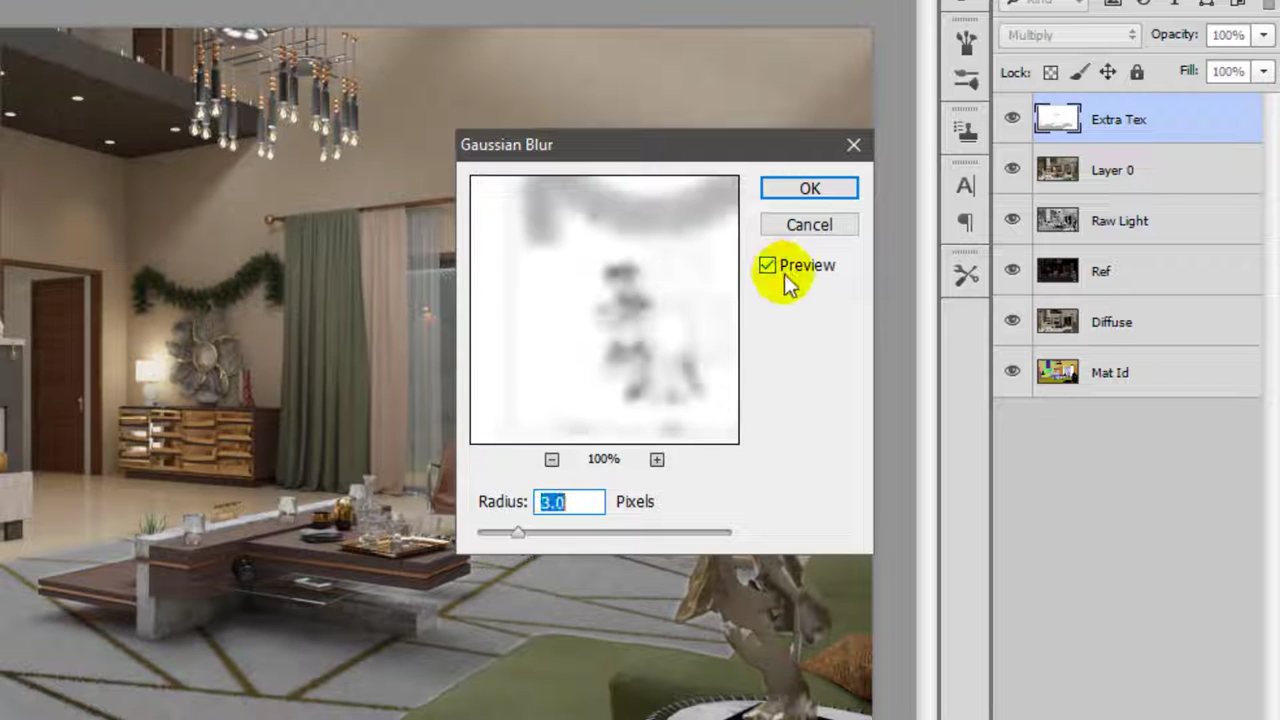 Kind
Multiply Opacity: 100%
Lock: Fill: 100%
Extra Tex
Layer 0
Raw Light
Ref
Diffuse
Mat Id
Gaussian Blur
OK
Cancel
Preview
100%
Radius: 3.0 Pixels